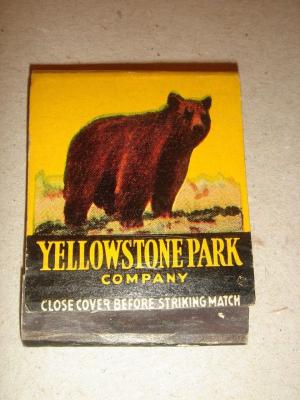 YELLOWSTONE PARK
COMPANY
CLOSE COVER BEFORE STRIKING MATCH